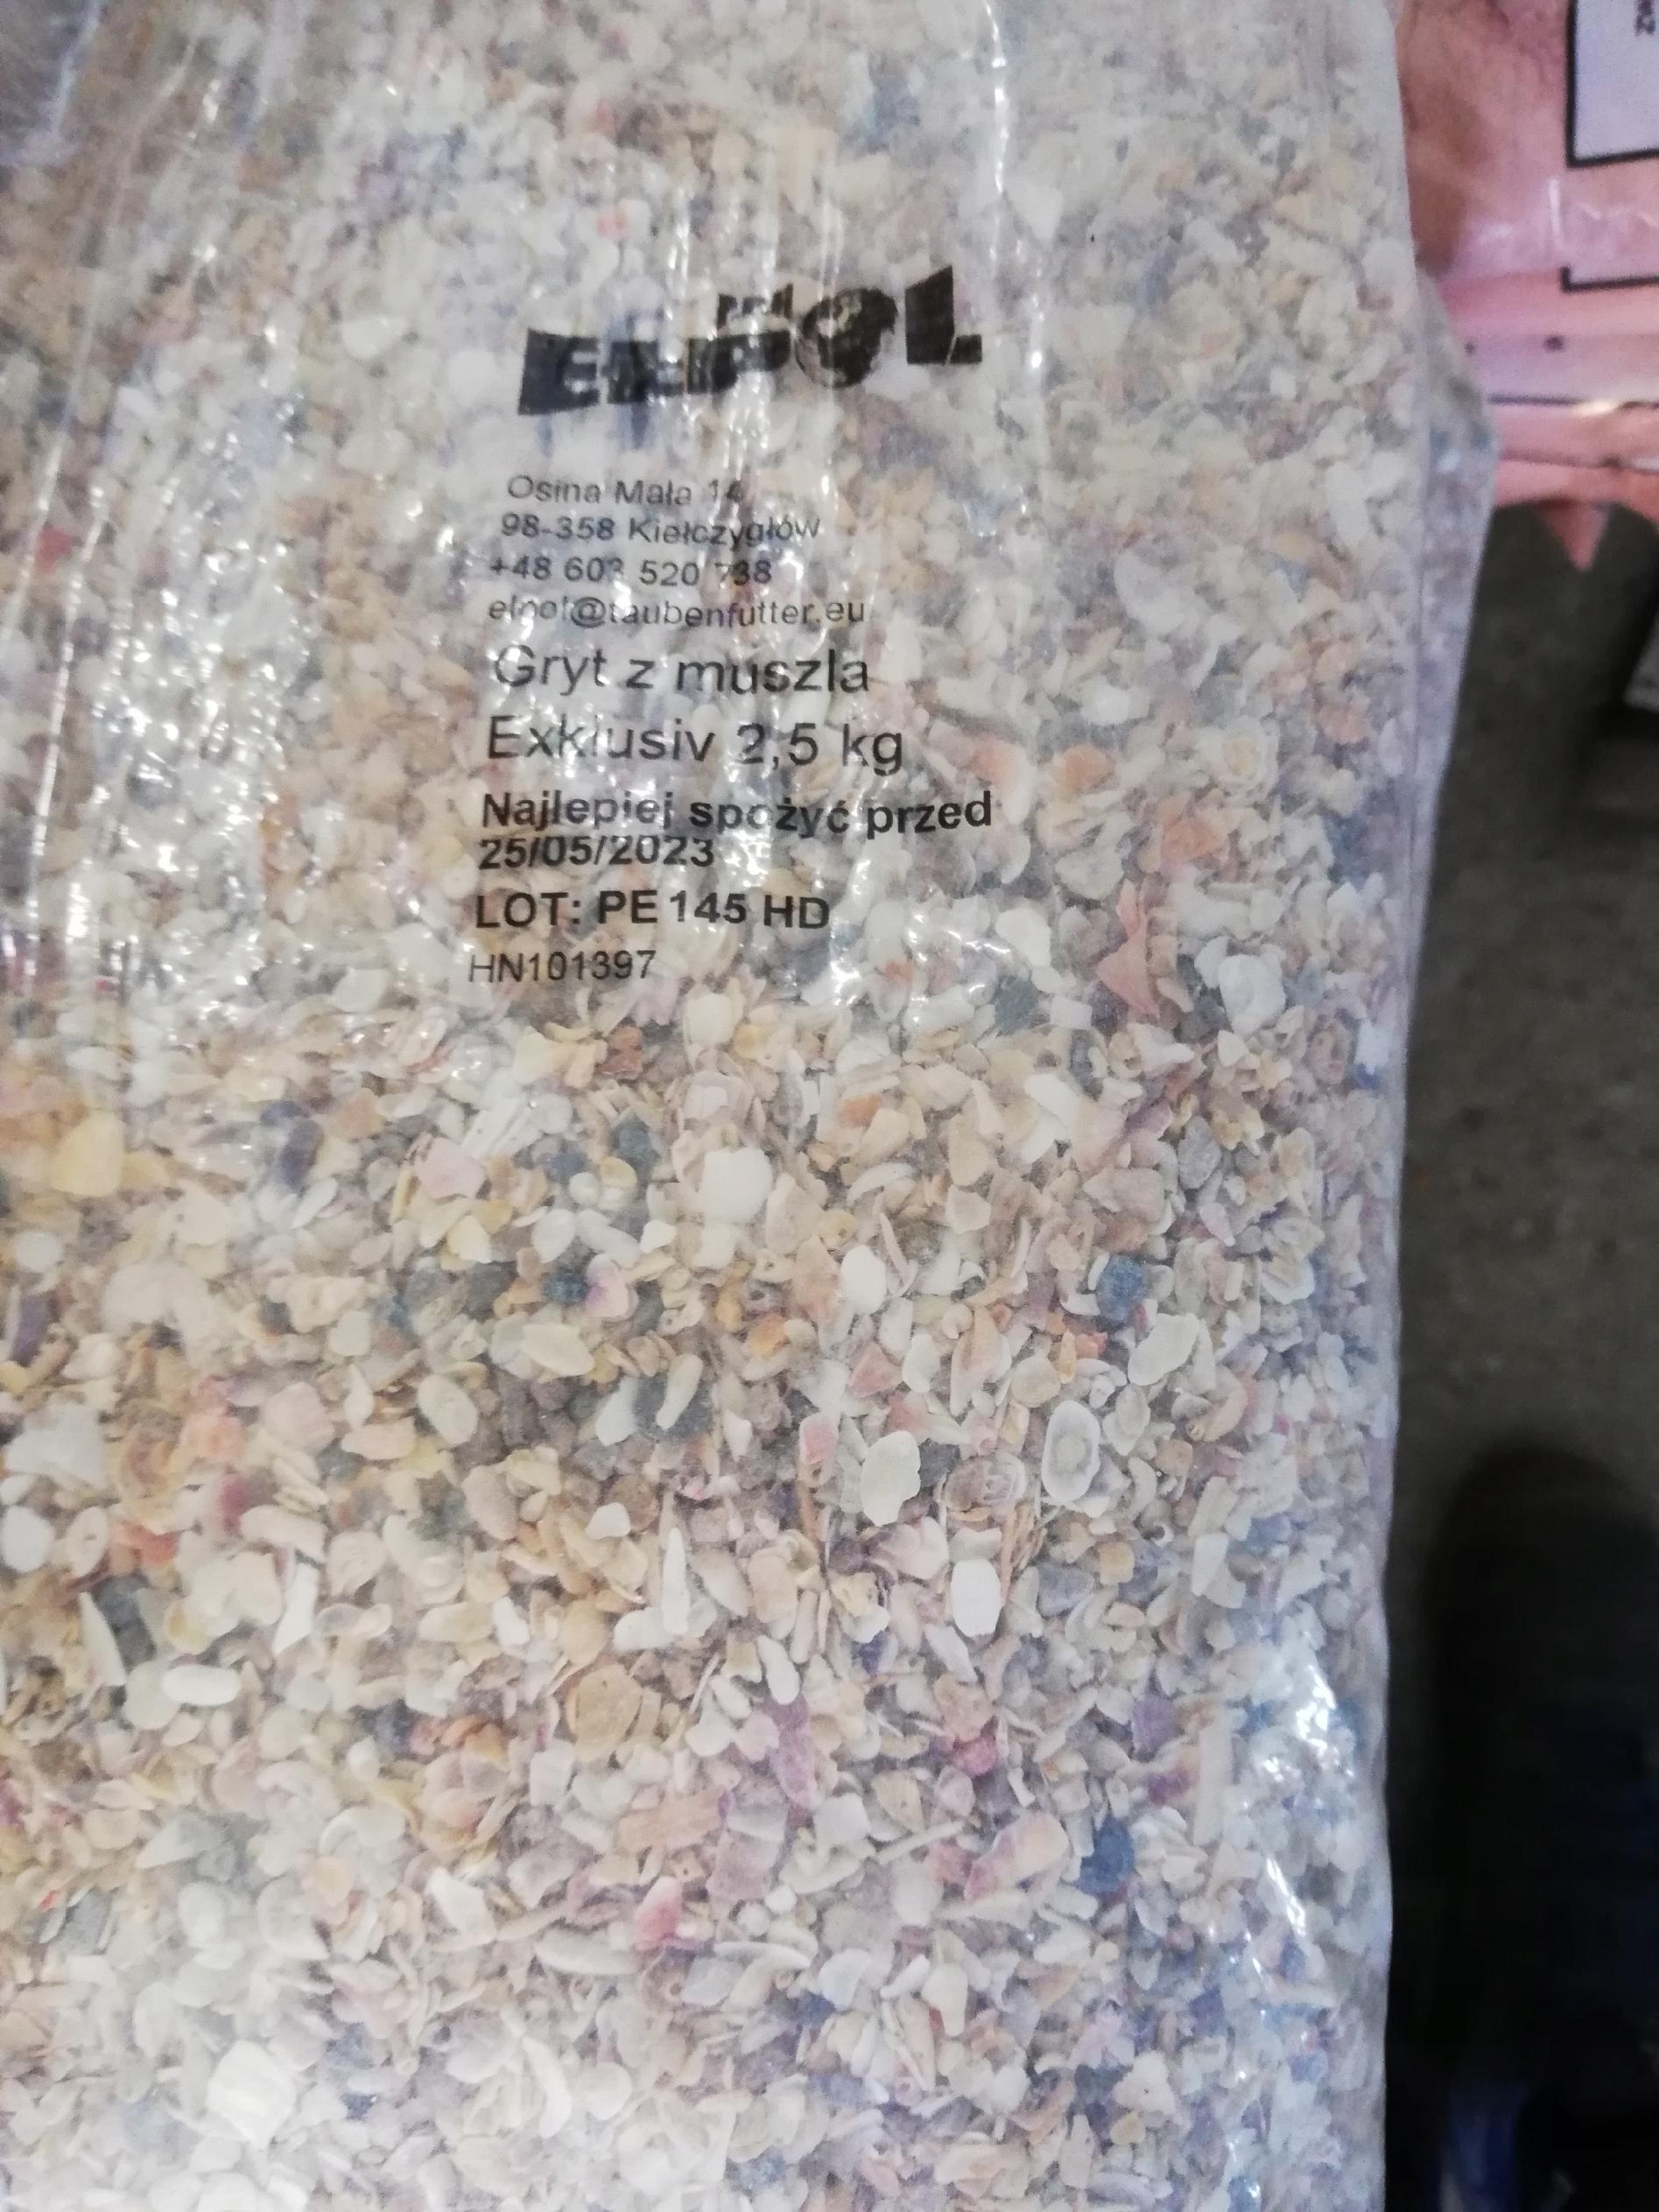 ELPOL
Osina Mała 14
98-358 Kiełczygłów
+48 603 520 738
elpol@taubenfutter.eu
Gryt z muszla
Exklusiv 2,5 kg
Najlepiej spożyć przed
25/05/2023
LOT: PE 145 HD
HN101397